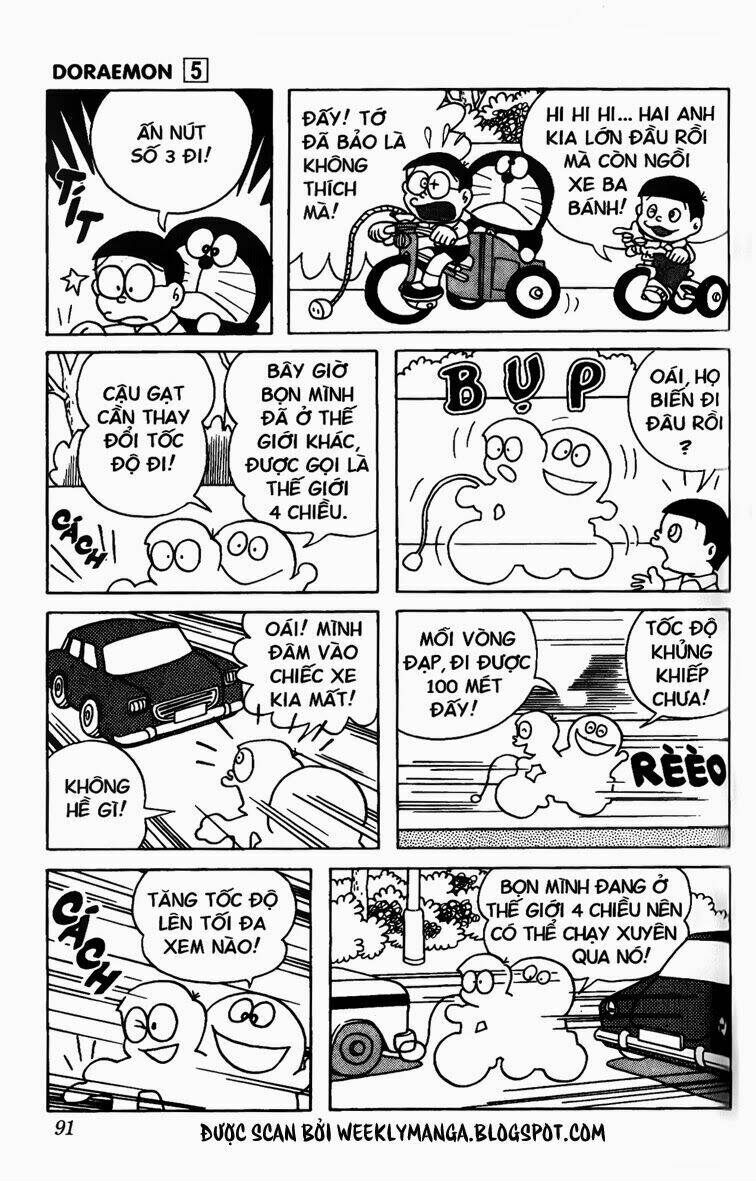 DORAEMON 5
HI HI HI... HAI ANH
KIA LỚN ĐẦU RỒI
MÀ CÒN NGỒI
XE BA
BÁNH!
ĐẤY! TỚ
ĐÃ BẢO LÀ
KHÔNG
THÍCH
MÀ!
ẤN NÚT
SỐ 3 ĐI!
TÍT
OÁI, HỌ
BIẾN ĐI
ĐÂU RỒI
?
BỤP
BÂY GIỜ
BỌN MÌNH
ĐÃ Ở THẾ
GIỚI KHÁC,
ĐƯỢC GỌI LÀ
THẾ GIỚI
4 CHIỀU.
CẬU GẠT
CẦN THAY
ĐỔI TỐC
ĐỘ ĐI!
CÁCH
TỐC ĐỘ
KHỦNG
KHIẾP
CHƯA!
MỖI VÒNG
ĐẠP, ĐI ĐƯỢC
100 MÉT
ĐẤY!
RÈÈO
OÁI! MÌNH
ĐÂM VÀO
CHIẾC XE
KIA MẤT!
KHÔNG
HỀ GÌ!
BỌN MÌNH ĐANG Ở
THẾ GIỚI 4 CHIỀU NÊN
CÓ THỂ CHẠY XUYÊN
QUA NÓ!
TĂNG TỐC ĐỘ
LÊN TỐI ĐA
XEM NÀO!
CÁCH
91
ĐƯỢC SCAN BỞI WEEKLYMANGA.BLOGSPOT.COM